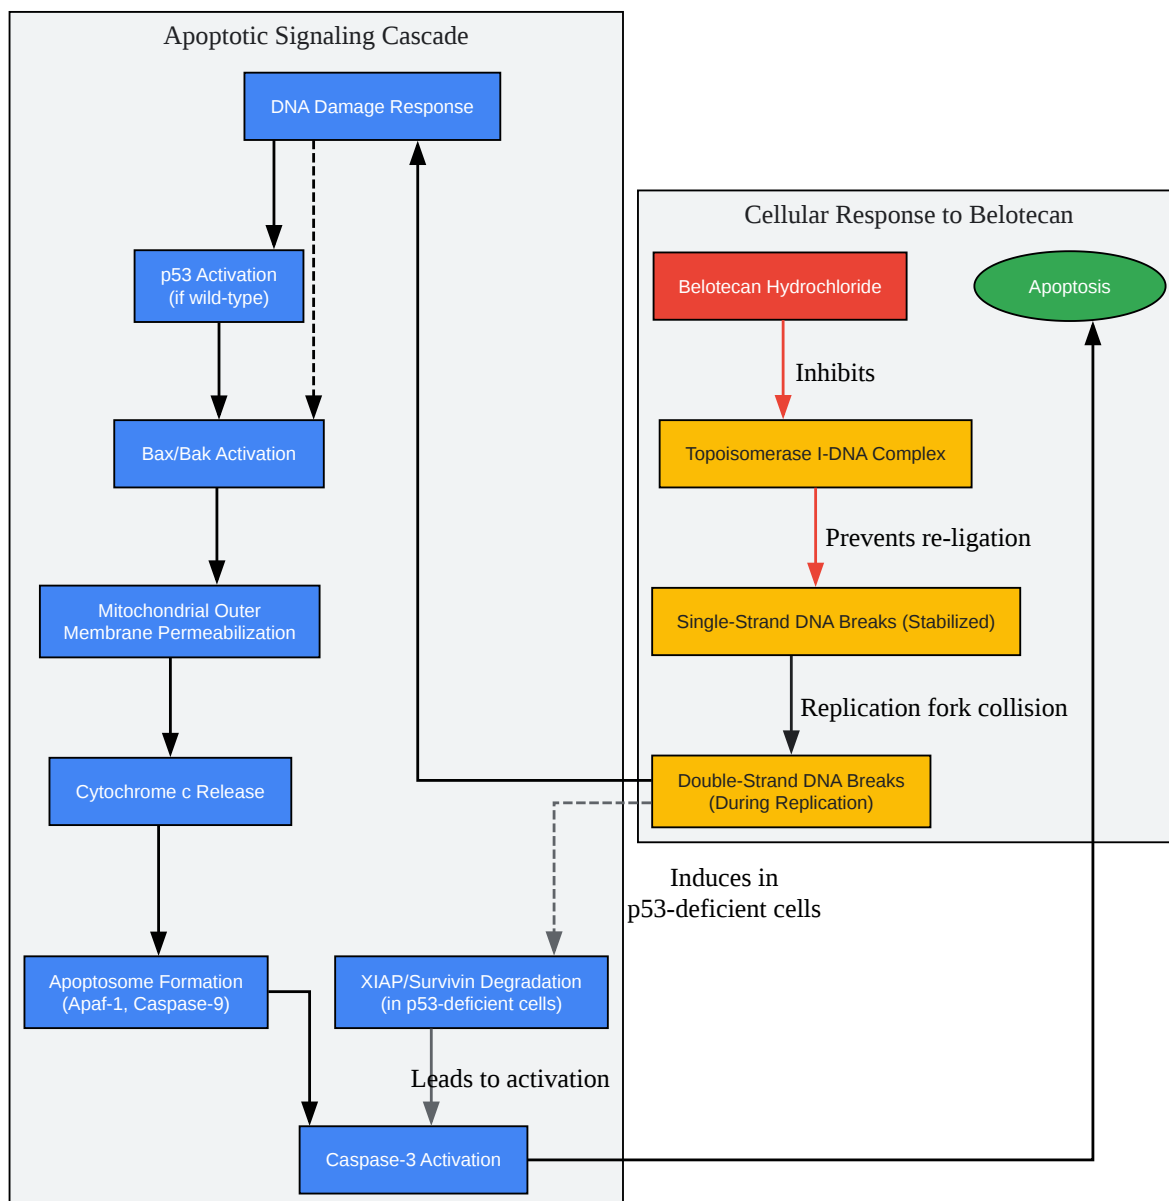 Apoptotic Signaling Cascade
DNA Damage Response
p53 Activation
(if wild-type)
Bax/Bak Activation
Mitochondrial Outer
Membrane Permeabilization
Cytochrome c Release
Apoptosome Formation
(Apaf-1, Caspase-9)
XIAP/Survivin Degradation
(in p53-deficient cells)
Leads to activation
Caspase-3 Activation
Cellular Response to Belotecan
Belotecan Hydrochloride
Apoptosis
Inhibits
Topoisomerase I-DNA Complex
Prevents re-ligation
Single-Strand DNA Breaks (Stabilized)
Replication fork collision
Double-Strand DNA Breaks
(During Replication)
Induces in
p53-deficient cells